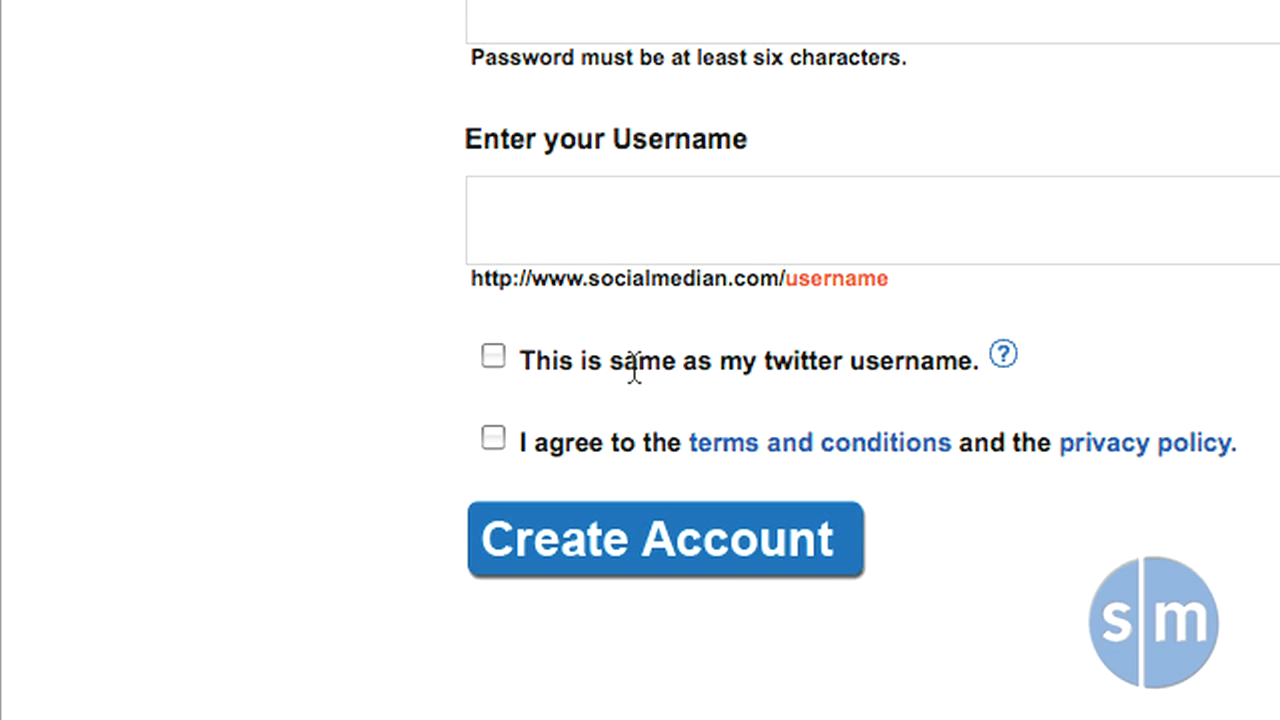 Password must be at least six characters.
Enter your Username
http://www.socialmedian.com/username
This is same as my twitter username. ?
I agree to the terms and conditions and the privacy policy.
Create Account
s m